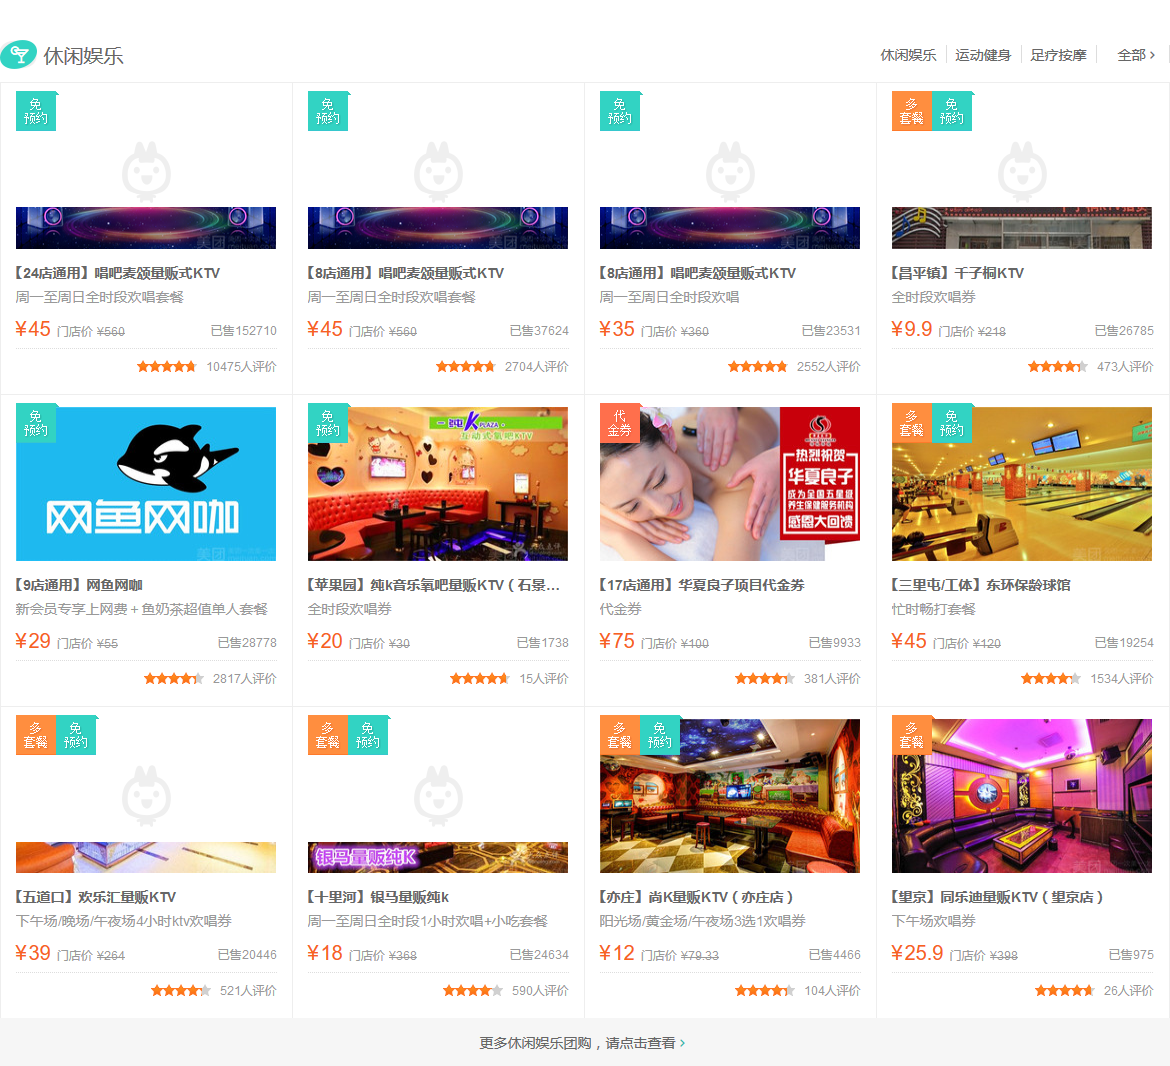 休闲娱乐
休闲娱乐 运动健身 足疗按摩 全部 ›
免
预约
免
预约
免
预约
多
套餐
免
预约
美团
美团
美团
【24店通用】唱吧麦颂量贩式KTV
周一至周日全时段欢唱套餐
¥45 门店价 ¥560 已售152710
10475人评价
【8店通用】唱吧麦颂量贩式KTV
周一至周日全时段欢唱套餐
¥45 门店价 ¥560 已售37624
2704人评价
【8店通用】唱吧麦颂量贩式KTV
周一至周日全时段欢唱
¥35 门店价 ¥360 已售23531
2552人评价
【昌平镇】千子桐KTV
全时段欢唱券
¥9.9 门店价 ¥218 已售26785
473人评价
免
预约
网鱼网咖
美团
【9店通用】网鱼网咖
新会员专享上网费+鱼奶茶超值单人套餐
¥29 门店价 ¥55 已售28778
2817人评价
免
预约
纯K PLAZA
互动式氧吧KTV
【苹果园】纯k音乐氧吧量贩KTV（石景...
全时段欢唱券
¥20 门店价 ¥30 已售1738
15人评价
代
金券
热烈祝贺
华夏良子
成为全国五星级
养生保健服务机构
感恩大回馈
【17店通用】华夏良子项目代金券
代金券
¥75 门店价 ¥100 已售9933
381人评价
多
套餐
免
预约
美团
【三里屯/工体】东环保龄球馆
忙时畅打套餐
¥45 门店价 ¥120 已售19254
1534人评价
多
套餐
免
预约
【五道口】欢乐汇量贩KTV
下午场/晚场/午夜场4小时ktv欢唱券
¥39 门店价 ¥264 已售20446
521人评价
多
套餐
免
预约
银马量贩纯K
【十里河】银马量贩纯k
周一至周日全时段1小时欢唱+小吃套餐
¥18 门店价 ¥368 已售24634
590人评价
多
套餐
免
预约
【亦庄】尚K量贩KTV（亦庄店）
阳光场/黄金场/午夜场3选1欢唱券
¥12 门店价 ¥79.33 已售4466
104人评价
多
套餐
美团
【望京】同乐迪量贩KTV（望京店）
下午场欢唱券
¥25.9 门店价 ¥398 已售975
26人评价
更多休闲娱乐团购，请点击查看 ›